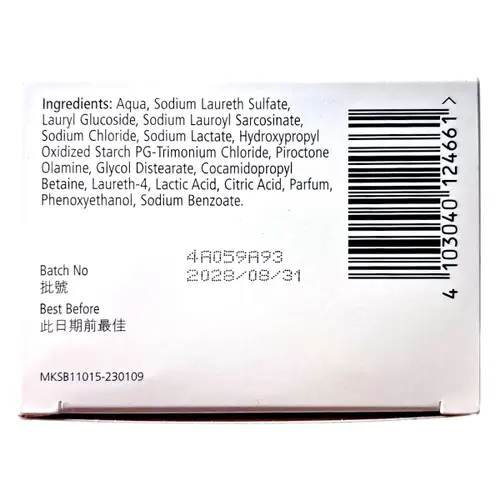 Ingredients: Aqua, Sodium Laureth Sulfate,
Lauryl Glucoside, Sodium Lauroyl Sarcosinate,
Sodium Chloride, Sodium Lactate, Hydroxypropyl
Oxidized Starch PG-Trimonium Chloride, Piroctone
Olamine, Glycol Distearate, Cocamidopropyl
Betaine, Laureth-4, Lactic Acid, Citric Acid, Parfum,
Phenoxyethanol, Sodium Benzoate.
4A059A93
Batch No
批號
2028/08/31
Best Before
此日期前最佳
MKSB11015-230109
4 103040 124661 >